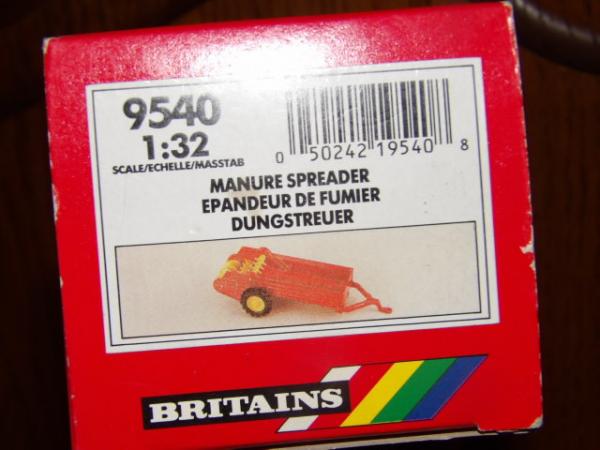 9540
1:32
SCALE/ECHELLE/MASSTAB
0 50242 19540 8
MANURE SPREADER
EPANDEUR DE FUMIER
DUNGSTREUER
BRITAINS